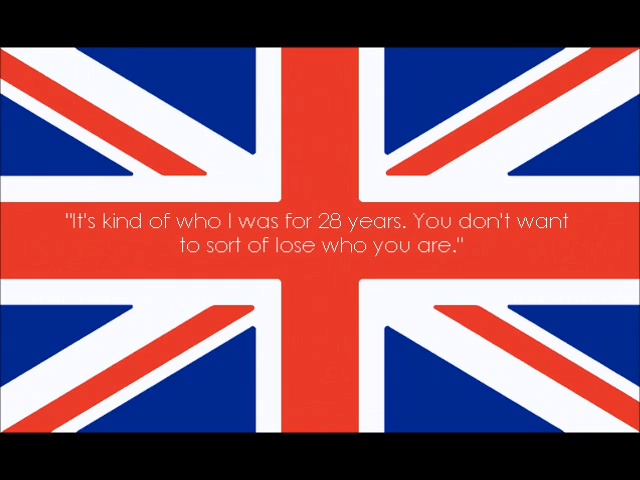 "It's kind of who I was for 28 years. You don't want
to sort of lose who you are."